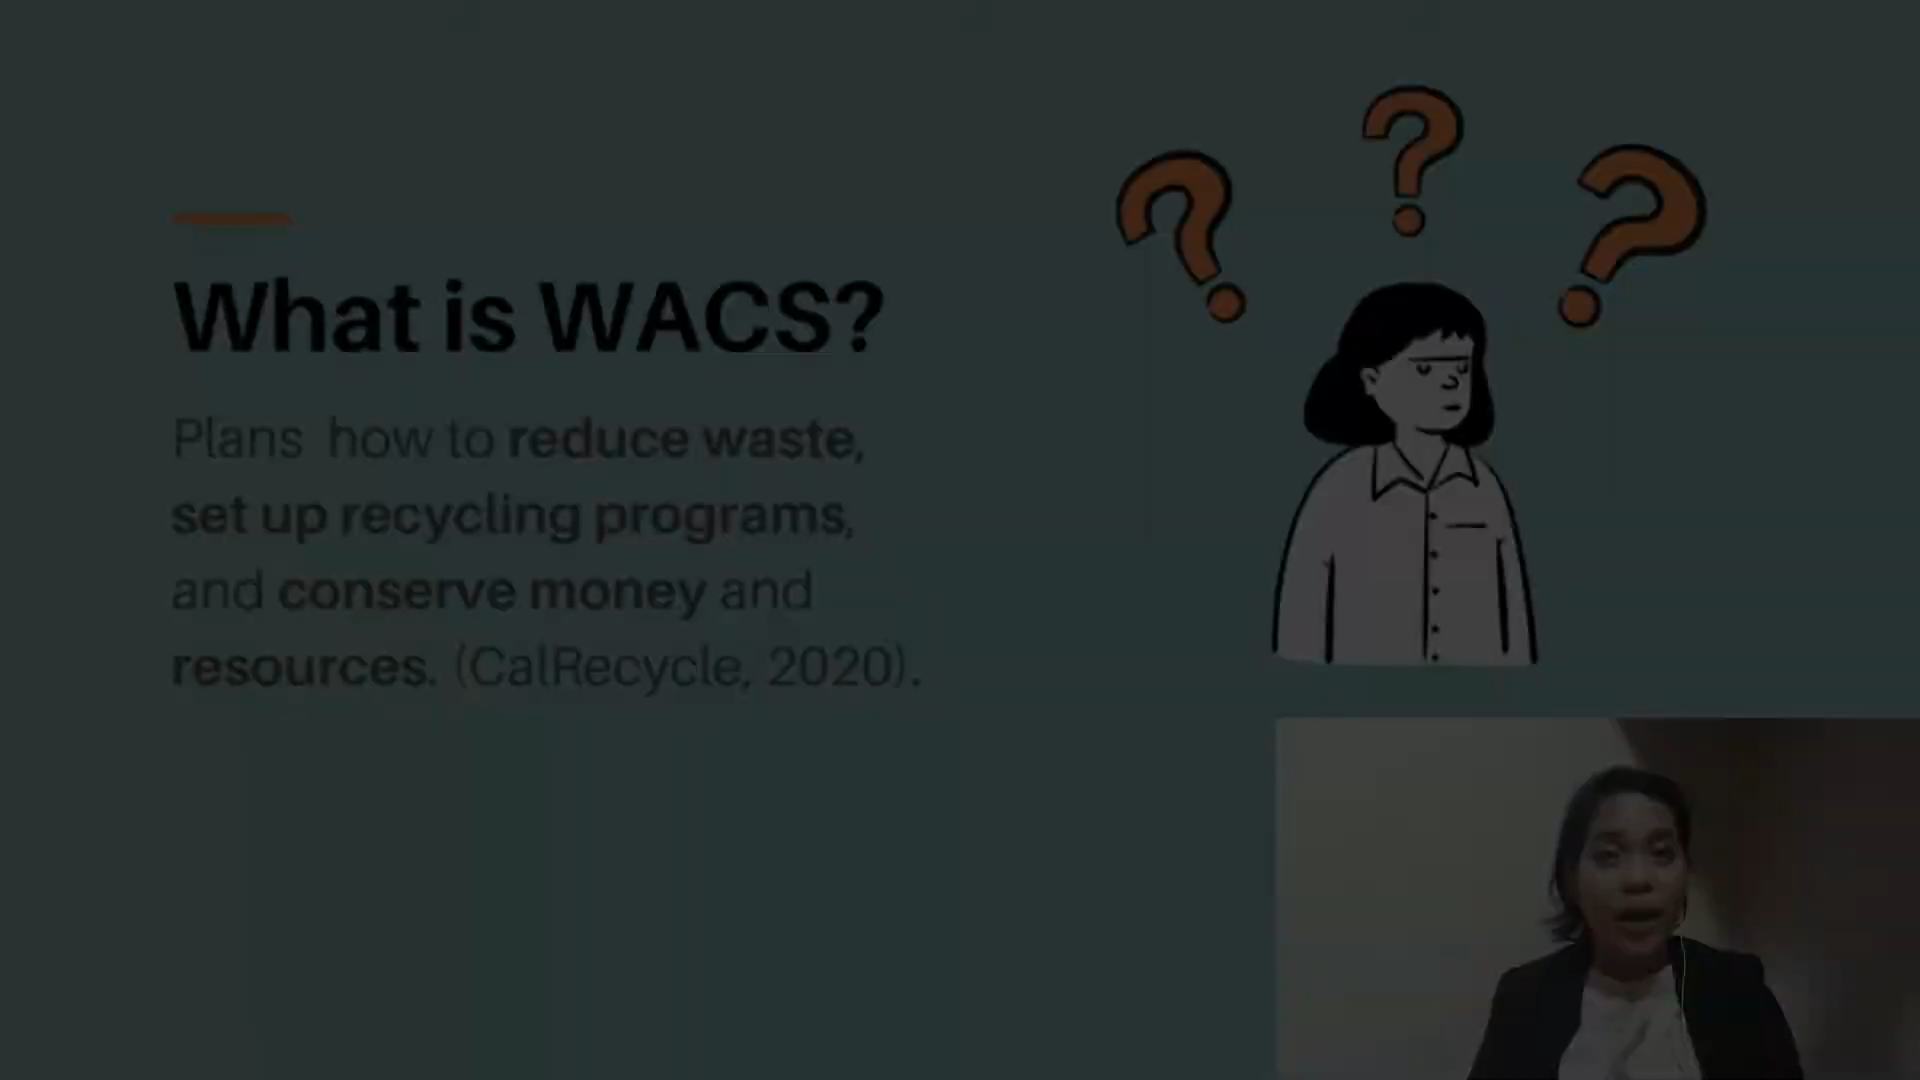 What is WACS?
Plans how to reduce waste,
set up recycling programs,
and conserve money and
resources. (CalRecycle, 2020).